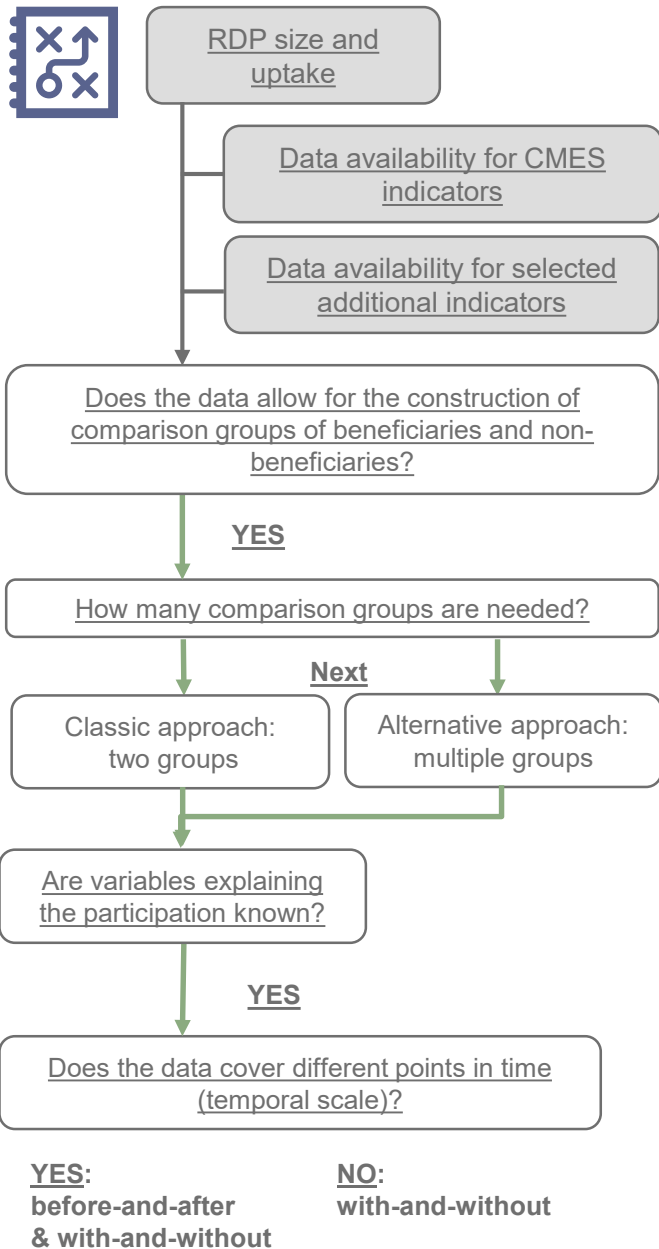 RDP size and
uptake
Data availability for CMES
indicators
Data availability for selected
additional indicators
Does the data allow for the construction of
comparison groups of beneficiaries and non-
beneficiaries?
YES
How many comparison groups are needed?
Next
Classic approach:
two groups
Alternative approach:
multiple groups
Are variables explaining
the participation known?
YES
Does the data cover different points in time
(temporal scale)?
YES:
before-and-after
& with-and-without
NO:
with-and-without